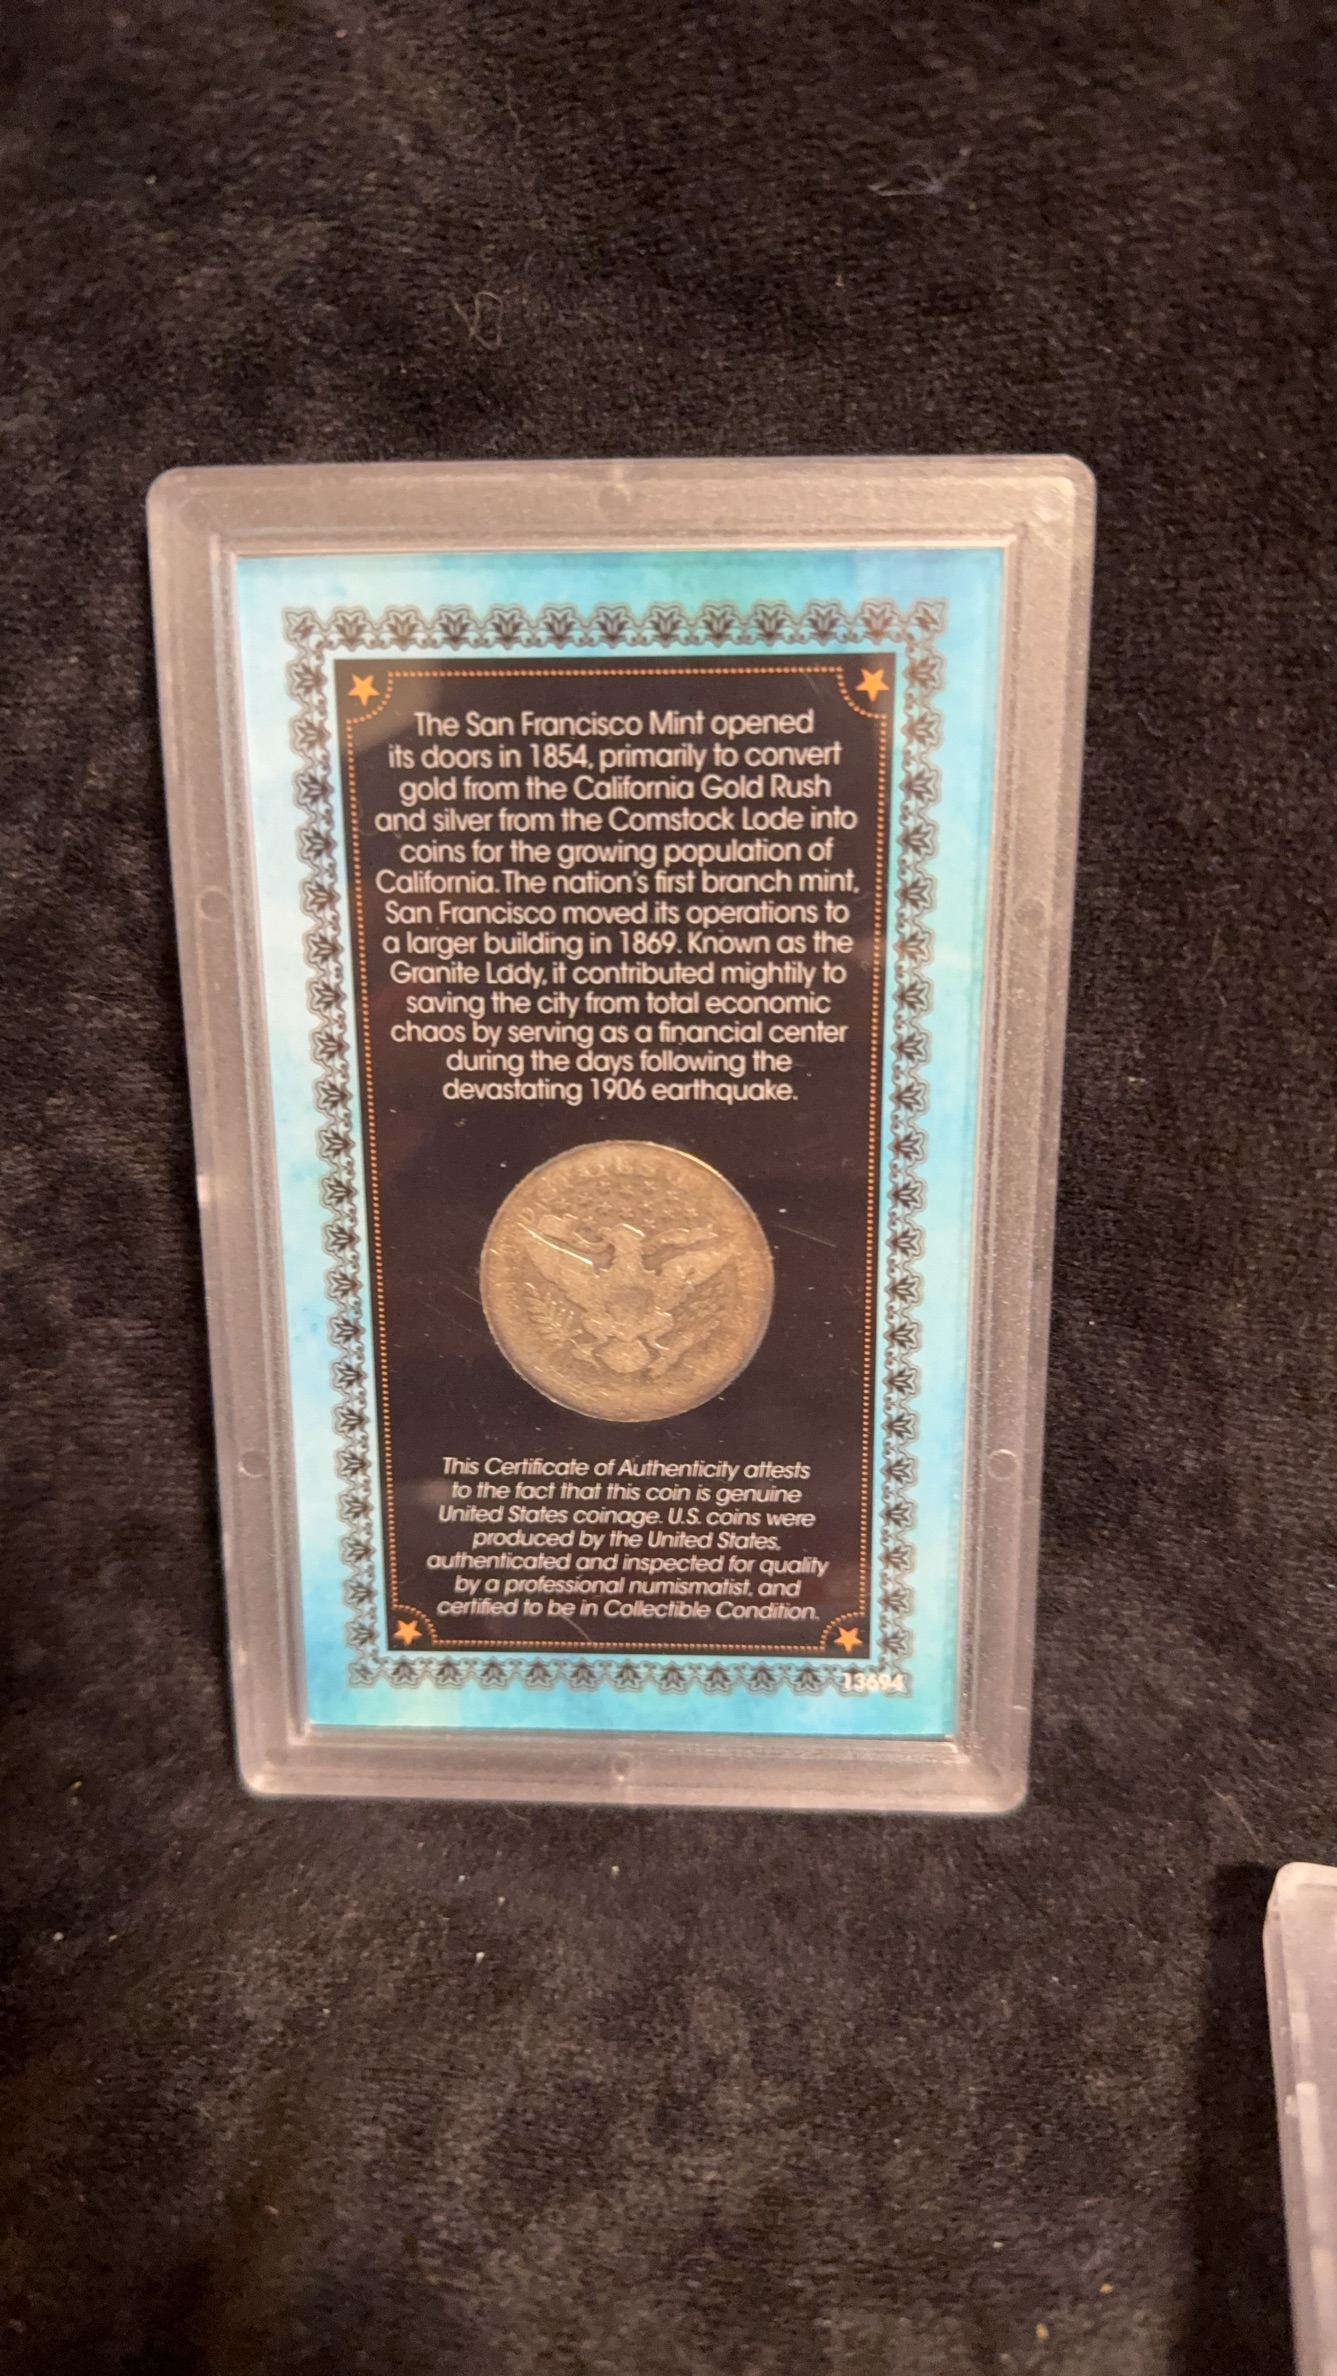 The San Francisco Mint opened
its doors in 1854, primarily to convert
gold from the California Gold Rush
and silver from the Comstock Lode into
coins for the growing population of
California. The nation's first branch mint,
San Francisco moved its operations to
a larger building in 1869. Known as the
Granite Lady, it contributed mightily to
saving the city from total economic
chaos by serving as a financial center
during the days following the
devastating 1906 earthquake.
This Certificate of Authenticity attests
to the fact that this coin is genuine
United States coinage. U.S. coins were
produced by the United States,
authenticated and inspected for quality
by a professional numismatist, and
certified to be in Collectible Condition.
13694